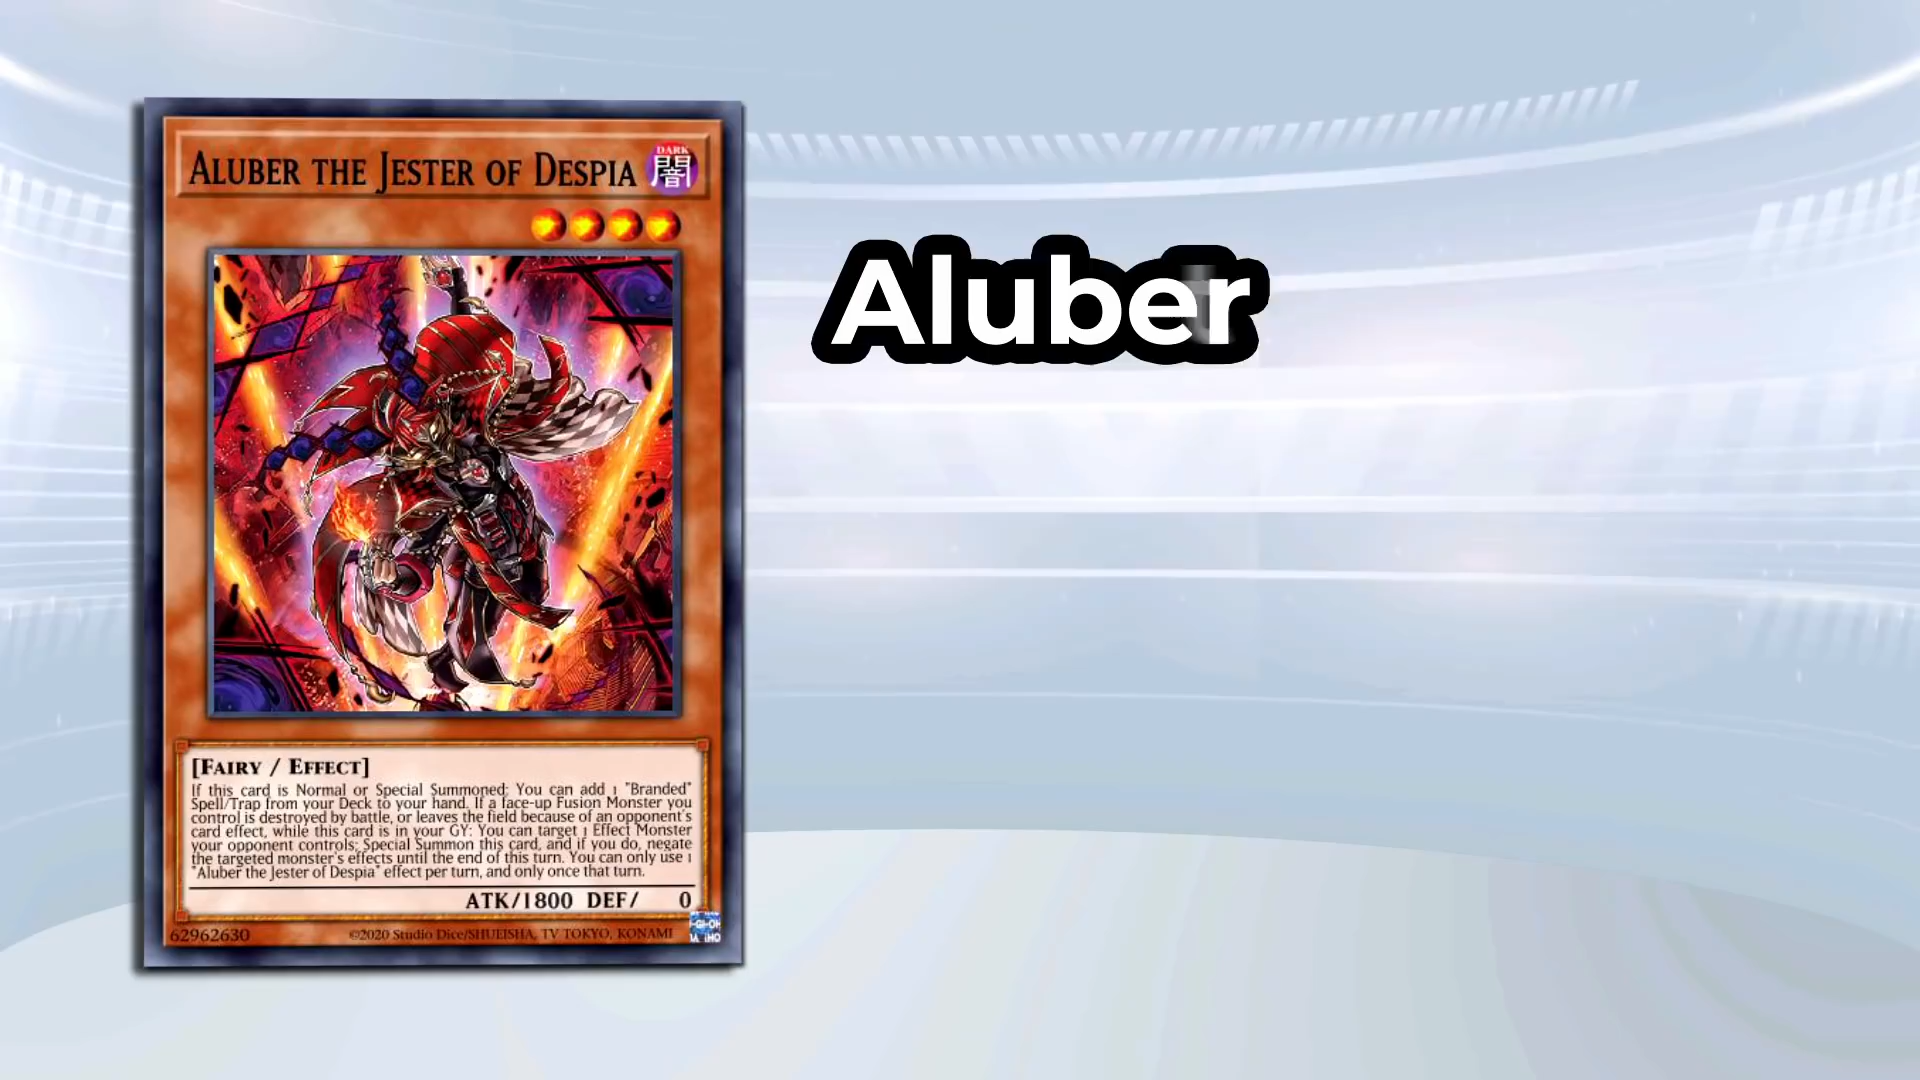 ALUBER THE JESTER OF DESPIA
DARK
闇
Aluber
[FAIRY / EFFECT]
If this card is Normal or Special Summoned: You can add 1 "Branded"
Spell/Trap from your Deck to your hand. If a face-up Fusion Monster you
control is destroyed by battle, or leaves the field because of an opponent's
card effect, while this card is in your GY: You can target 1 Effect Monster
your opponent controls; Special Summon this card, and if you do, negate
the targeted monster's effects until the end of this turn. You can only use 1
"Aluber the Jester of Despia" effect per turn, and only once that turn.
ATK/1800 DEF/ 0
62962630
©2020 Studio Dice/SHUEISHA, TV TOKYO, KONAMI